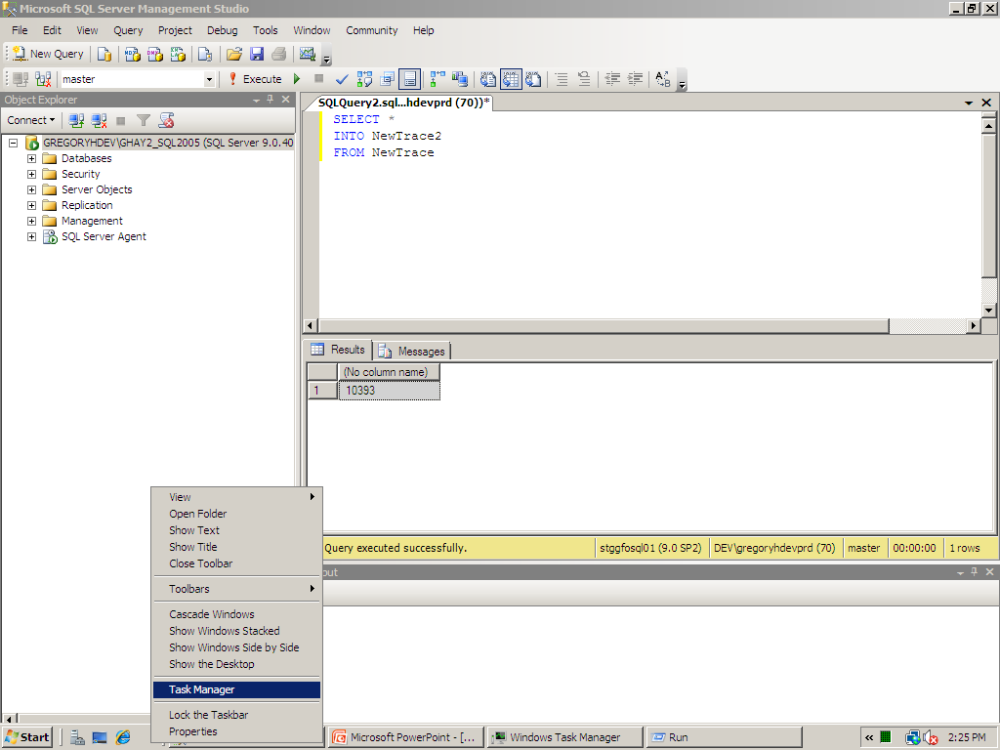 Microsoft SQL Server Management Studio
File Edit View Query Project Debug Tools Window Community Help
New Query
master Execute
Object Explorer
Connect
GREGORYHDEV\GHAY2_SQL2005 (SQL Server 9.0.40
Databases
Security
Server Objects
Replication
Management
SQL Server Agent
SQLQuery2.sql...hdevprd (70))*
SELECT *
INTO NewTrace2
FROM NewTrace
Results Messages
(No column name)
1 10393
Query executed successfully. stggfosql01 (9.0 SP2) DEV\gregoryhdevprd (70) master 00:00:00 1 rows
out
View
Open Folder
Show Text
Show Title
Close Toolbar
Toolbars
Cascade Windows
Show Windows Stacked
Show Windows Side by Side
Show the Desktop
Task Manager
Lock the Taskbar
Properties
Start Microsoft PowerPoint - [... Windows Task Manager Run « 2:25 PM